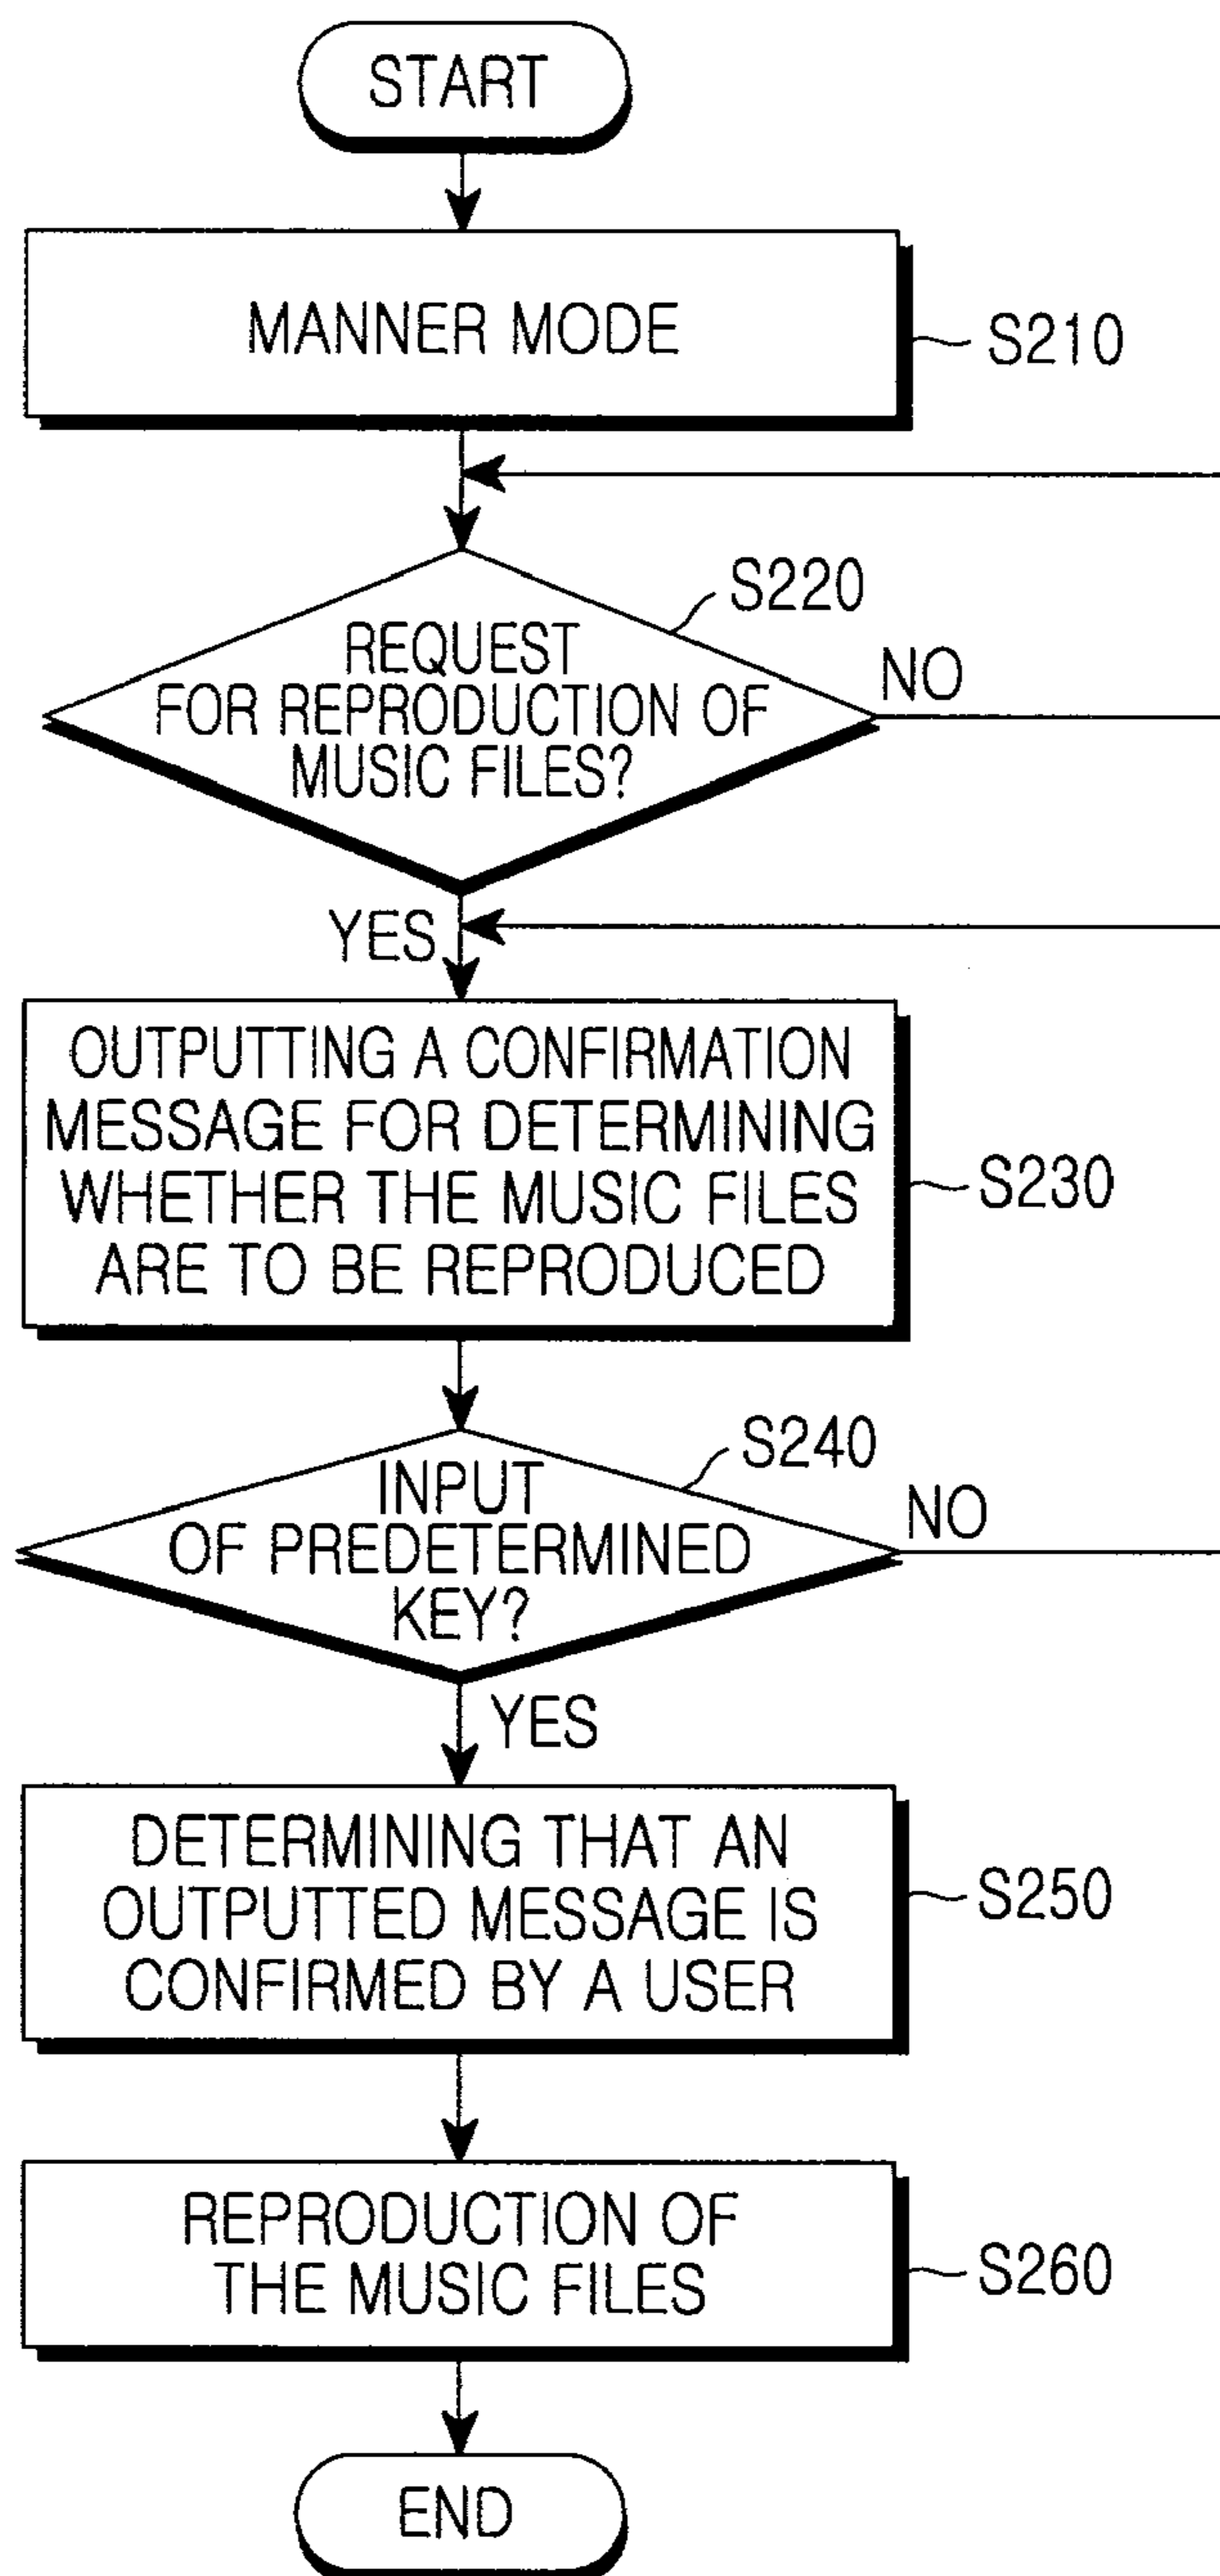 START
MANNER MODE
S210
S220
REQUEST
FOR REPRODUCTION OF
MUSIC FILES?
NO
YES
OUTPUTTING A CONFIRMATION
MESSAGE FOR DETERMINING
WHETHER THE MUSIC FILES
ARE TO BE REPRODUCED
S230
S240
INPUT
OF PREDETERMINED
KEY?
NO
YES
DETERMINING THAT AN
OUTPUTTED MESSAGE IS
CONFIRMED BY A USER
S250
REPRODUCTION OF
THE MUSIC FILES
S260
END